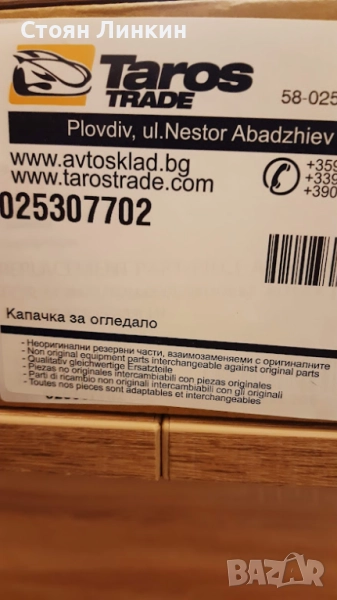 Стоян Линкин
Taros
TRADE
58-025
Plovdiv, ul.Nestor Abadzhiev
www.avtosklad.bg
www.tarostrade.com
+359
+339
+390
025307702
Капачка за огледало
- Неоригинални резервни части, взаимозаменяеми с оригиналните
- Non original equipment parts interchangeable against original parts
- Qualitativ gleichwertige Ersatzteile
- Piezas no originales intercambiabili con piezas originales
- Parti di ricambio non originali intercambiabili con gli originali
- Toutes nos pieces sont adaptables et interchangeables
BAZAR
bg